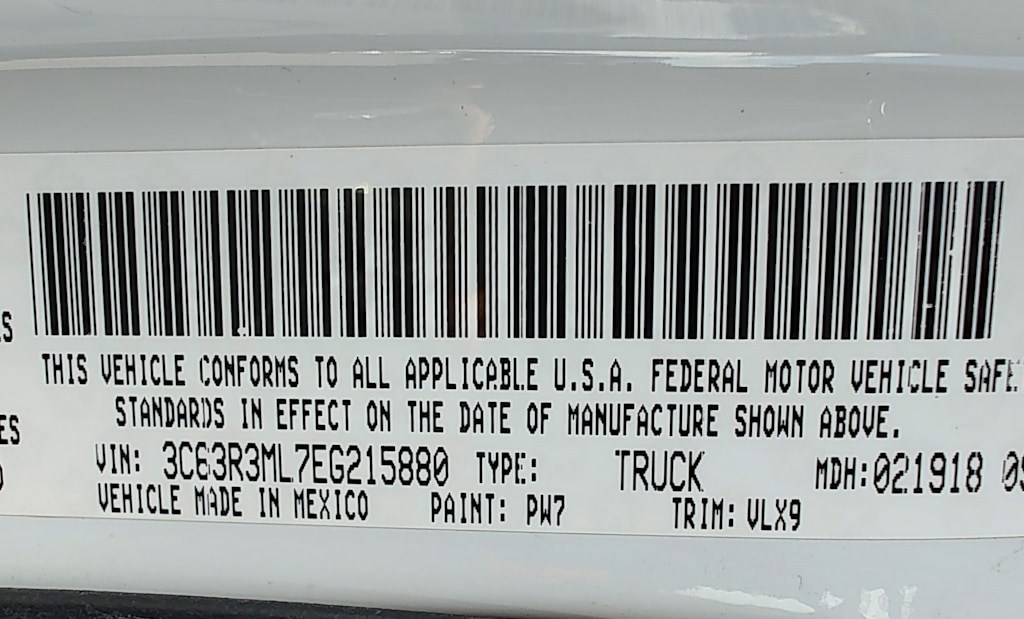 THIS VEHICLE CONFORMS TO ALL APPLICABLE U.S.A. FEDERAL MOTOR VEHICLE
STANDARDS IN EFFECT ON THE DATE OF MANUFACTURE SHOWN ABOVE.
VIN: 3C63R3ML7EG215880 TYPE: TRUCK MDH:021918
VEHICLE MADE IN MEXICO PAINT: PW7 TRIM: VLX9